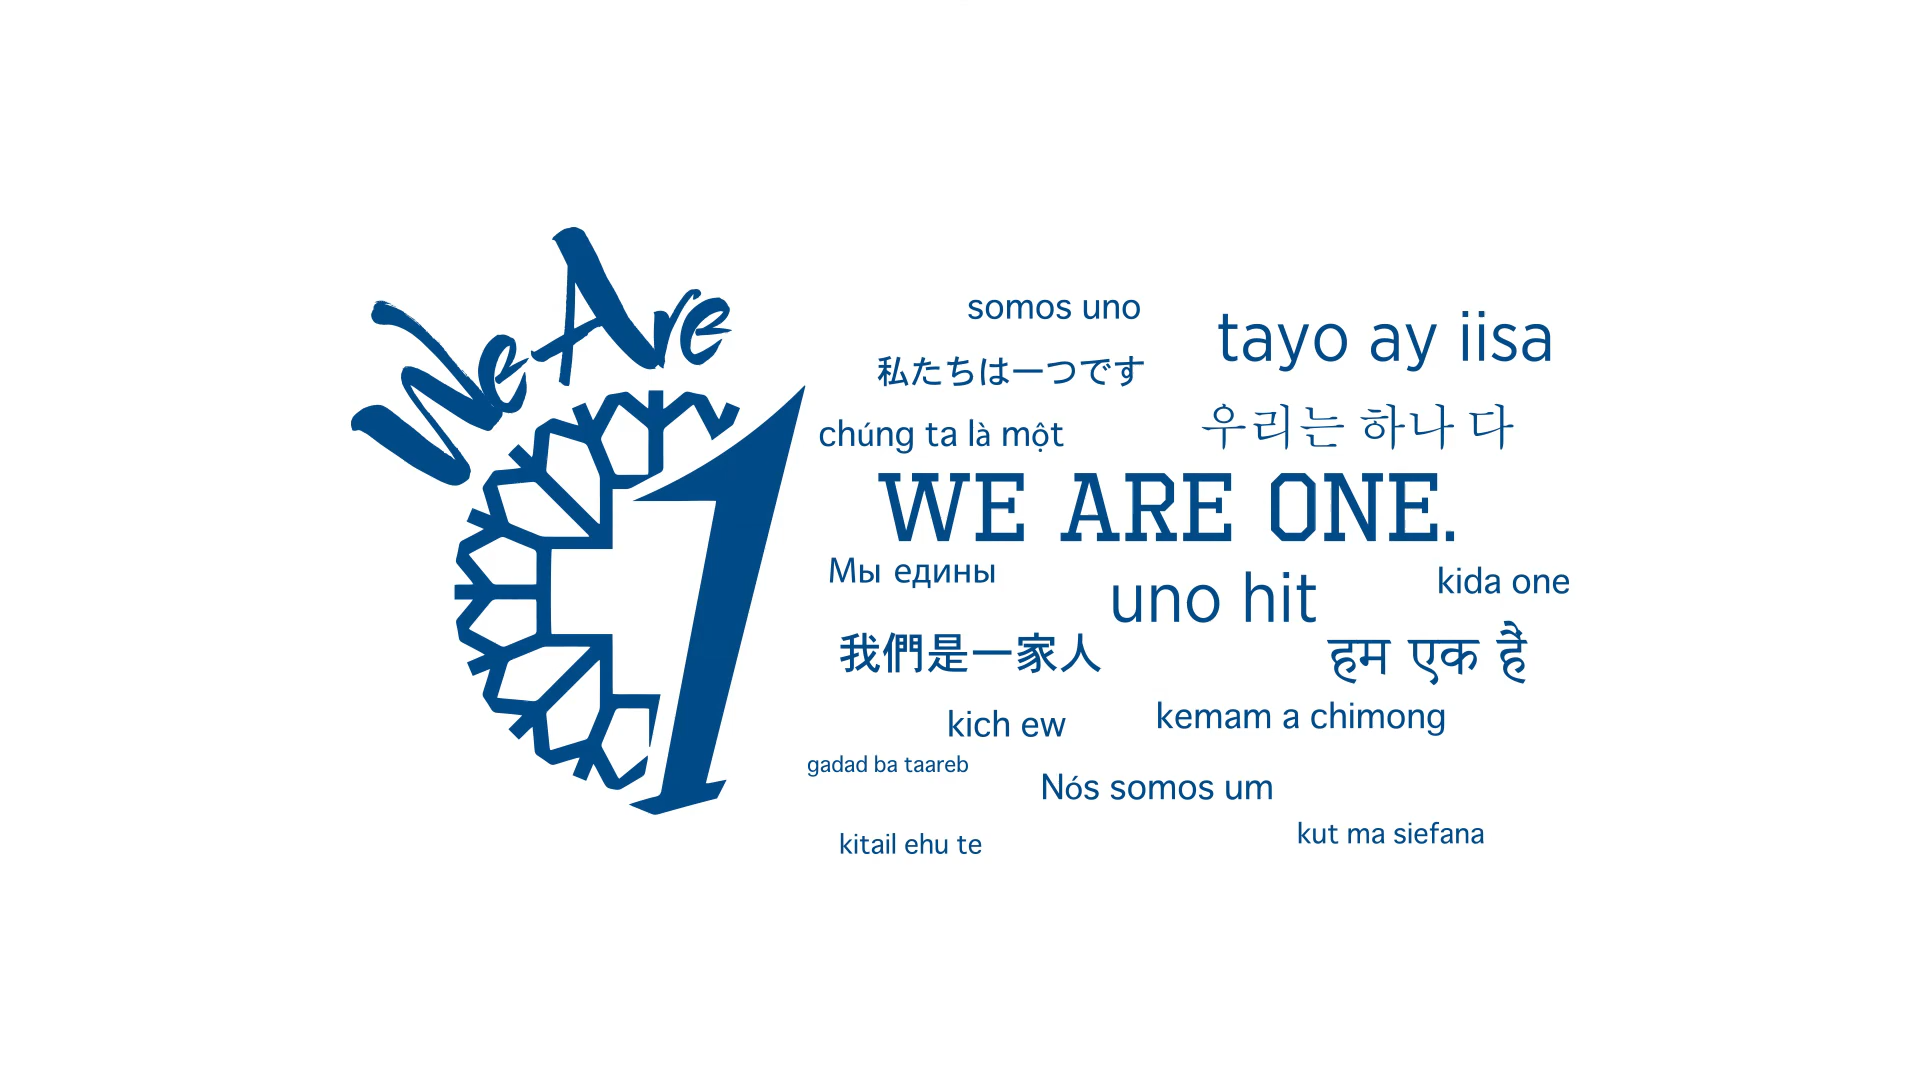 We Are
1
somos uno
tayo ay iisa
私たちは一つです
우리는 하나 다
chúng ta là một
WE ARE ONE.
Мы едины
uno hit
kida one
我們是一家人
हम एक हैं
kich ew
kemam a chimong
gadad ba taareb
Nós somos um
kut ma siefana
kitail ehu te